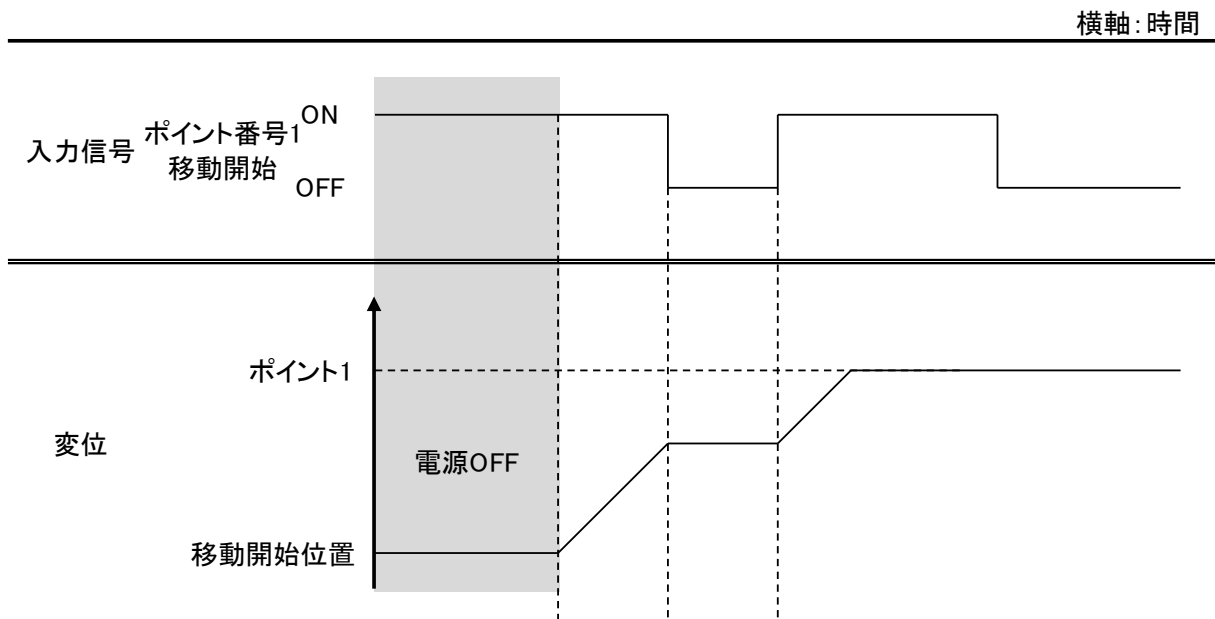 横軸：時間
入力信号
ポイント番号1
移動開始
ON
OFF
ポイント1
変位
電源OFF
移動開始位置